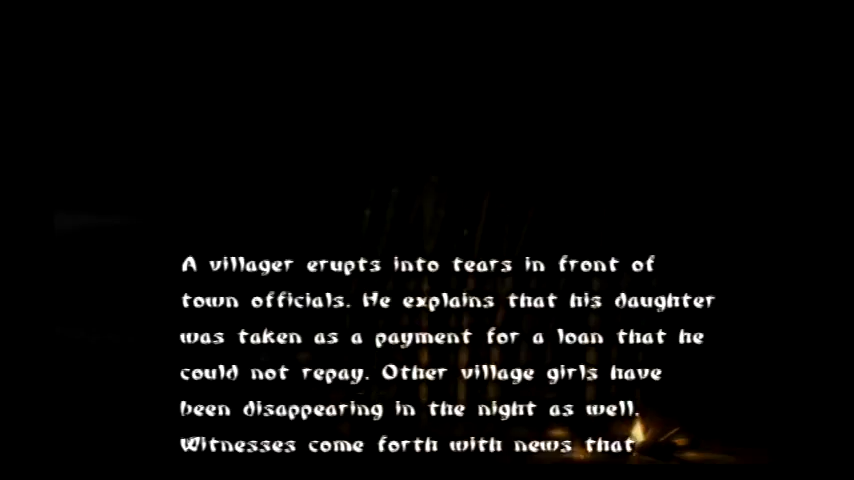 A villager erupts into tears in front of
town officials. He explains that his daughter
was taken as a payment for a loan that he
could not repay. Other village girls have
been disappearing in the night as well.
Witnesses come forth with news that